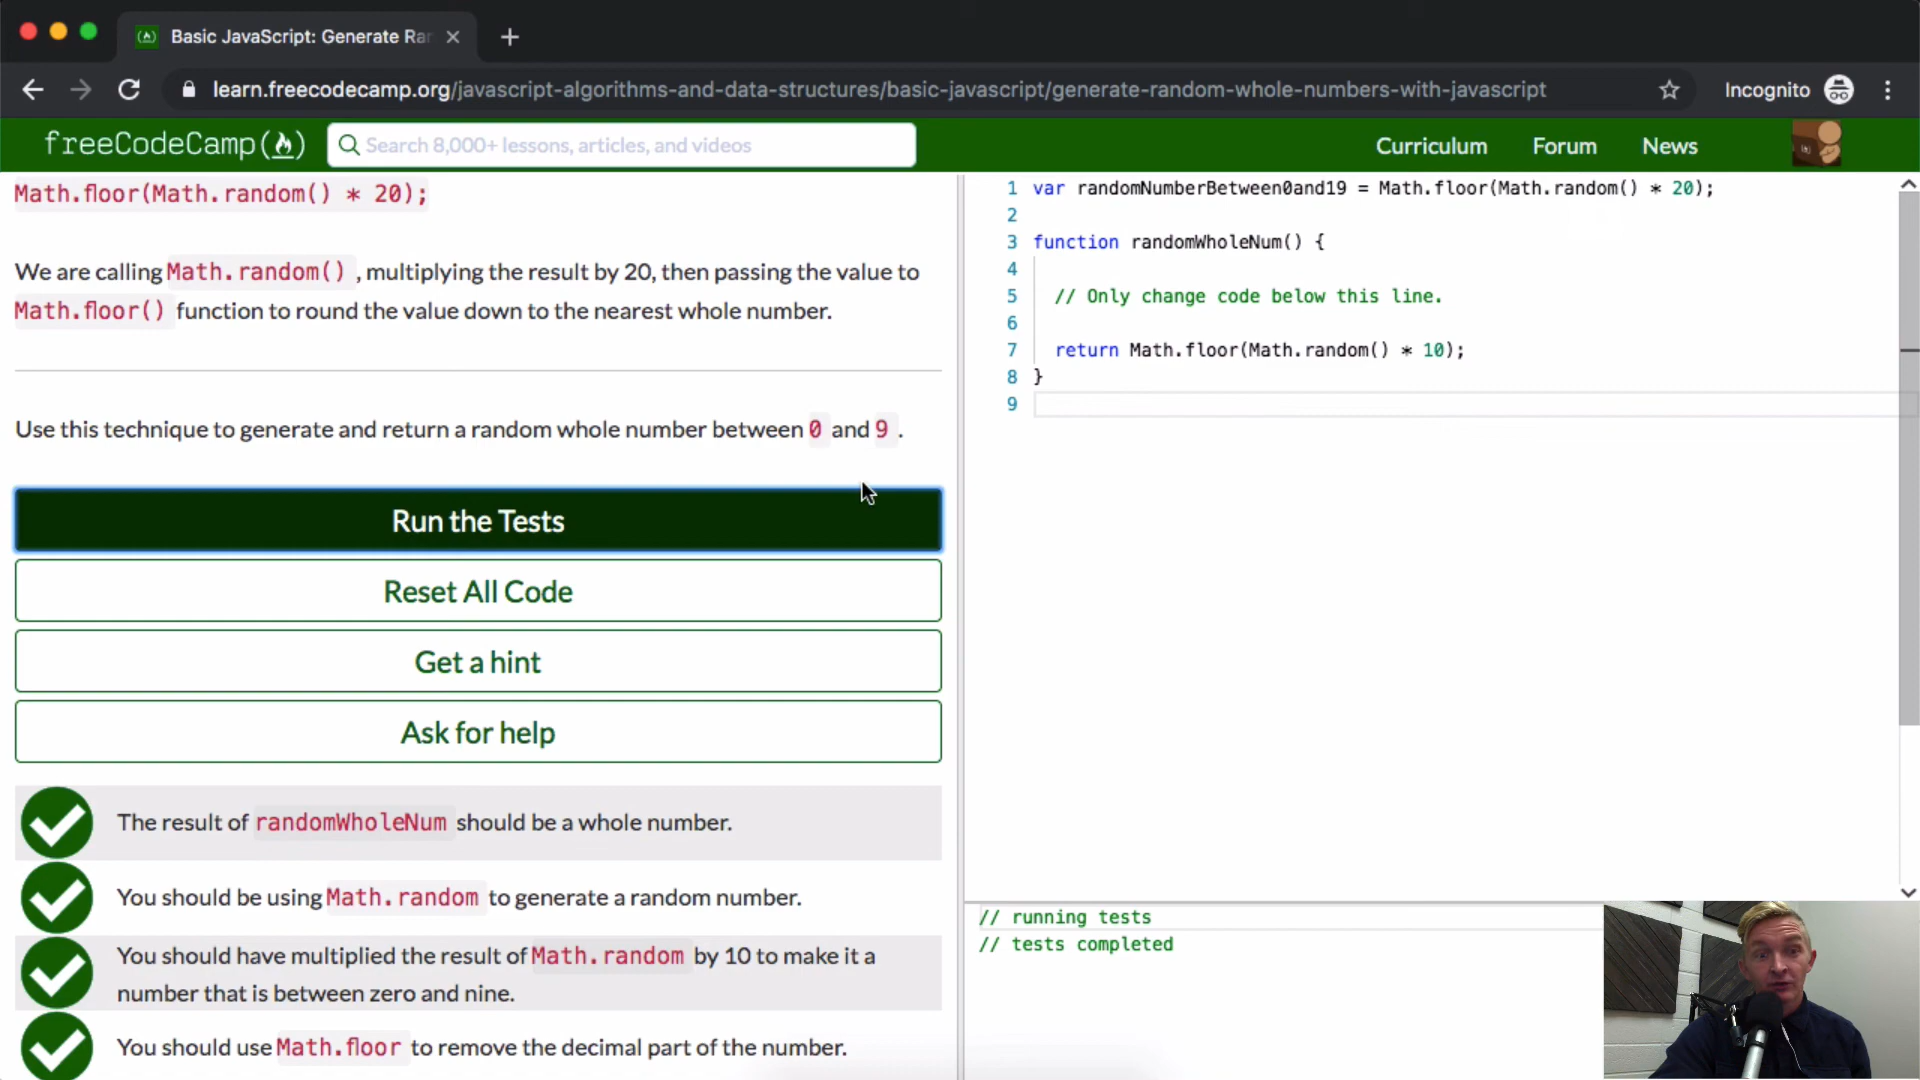 Basic JavaScript: Generate Rar
learn.freecodecamp.org/javascript-algorithms-and-data-structures/basic-javascript/generate-random-whole-numbers-with-javascript
Incognito
freeCodeCamp
Search 8,000+ lessons, articles, and videos
Curriculum
Forum
News
Math.floor(Math.random() * 20);
We are calling Math.random() , multiplying the result by 20, then passing the value to
Math.floor() function to round the value down to the nearest whole number.
Use this technique to generate and return a random whole number between 0 and 9 .
Run the Tests
Reset All Code
Get a hint
Ask for help
The result of randomWholeNum should be a whole number.
You should be using Math.random to generate a random number.
You should have multiplied the result of Math.random by 10 to make it a
number that is between zero and nine.
You should use Math.floor to remove the decimal part of the number.
1 var randomNumberBetween0and19 = Math.floor(Math.random() * 20);
2
3 function randomWholeNum() {
4
5 // Only change code below this line.
6
7 return Math.floor(Math.random() * 10);
8 }
9
// running tests
// tests completed